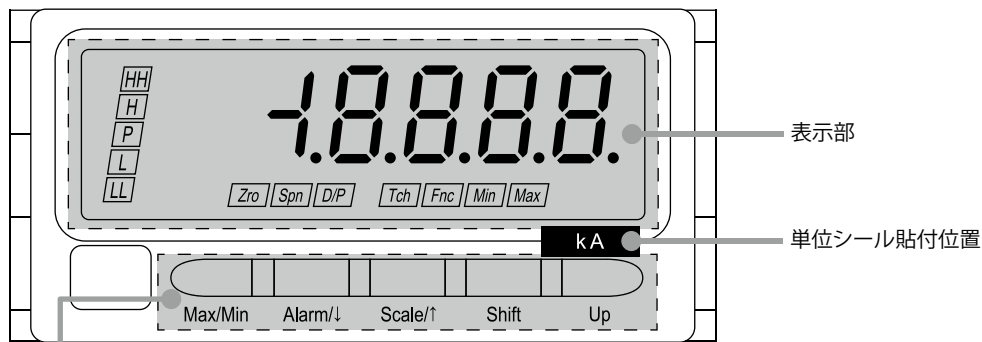 HH
H
P
L
LL
-1.8.8.8.8.
Zro Spn D/P Tch Fnc Min Max
表示部
kA
単位シール貼付位置
Max/Min Alarm/↓ Scale/↑ Shift Up